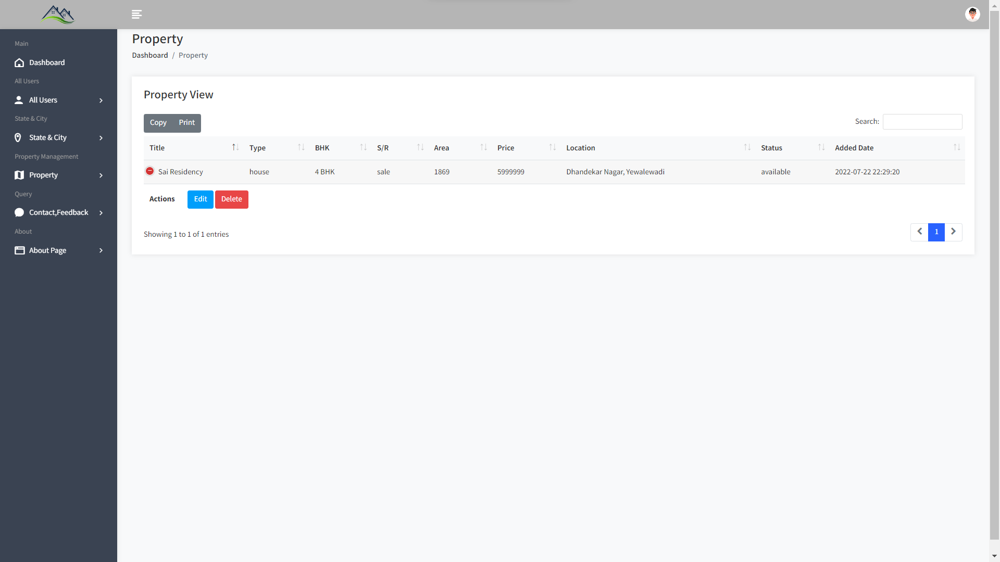 Main
Dashboard
All Users
All Users
State & City
State & City
Property Management
Property
Query
Contact,Feedback
About
About Page
Property
Dashboard / Property
Property View
Copy Print
Search:
Title Type BHK S/R Area Price Location Status Added Date
Sai Residency house 4 BHK sale 1869 5999999 Dhandekar Nagar, Yewalewadi available 2022-07-22 22:29:20
Actions Edit Delete
Showing 1 to 1 of 1 entries
1